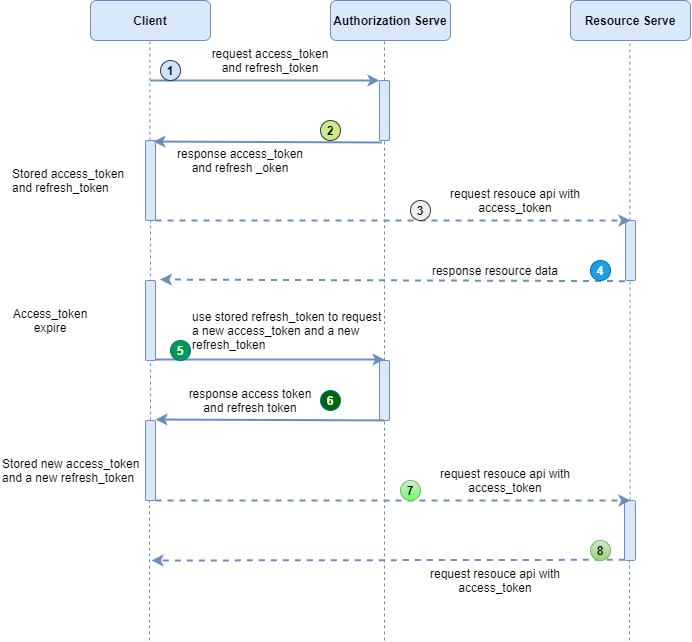 Client
Authorization Serve
Resource Serve
request access_token
and refresh_token
1
2
response access_token
and refresh _oken
Stored access_token
and refresh_token
request resouce api with
access_token
3
response resource data
4
Access_token
expire
use stored refresh_token to request
a new access_token and a new
refresh_token
5
response access token
and refresh token
6
Stored new access_token
and a new refresh_token
request resouce api with
access_token
7
8
request resouce api with
access_token